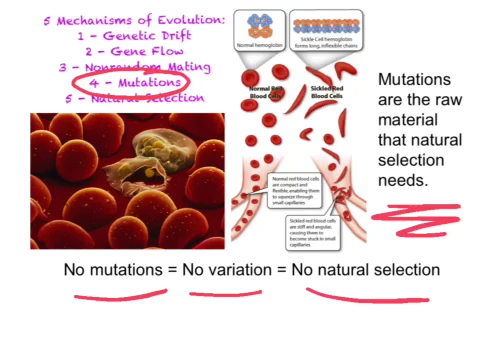 5 Mechanisms of Evolution:
1 - Genetic Drift
2 - Gene Flow
3 - Nonrandom Mating
4 - Mutations
5 - Natural Selection
Normal hemoglobin
Sickle Cell hemoglobin
forms long, inflexible chains
Normal Red
Blood Cells
Sickled Red
Blood Cells
Normal red blood cells
are compact and
flexible, enabling them
to squeeze through
small capillaries
Sickled red blood cells
are stiff and angular,
causing them to
become stuck in small
capillaries
Mutations
are the raw
material
that natural
selection
needs.
No mutations = No variation = No natural selection